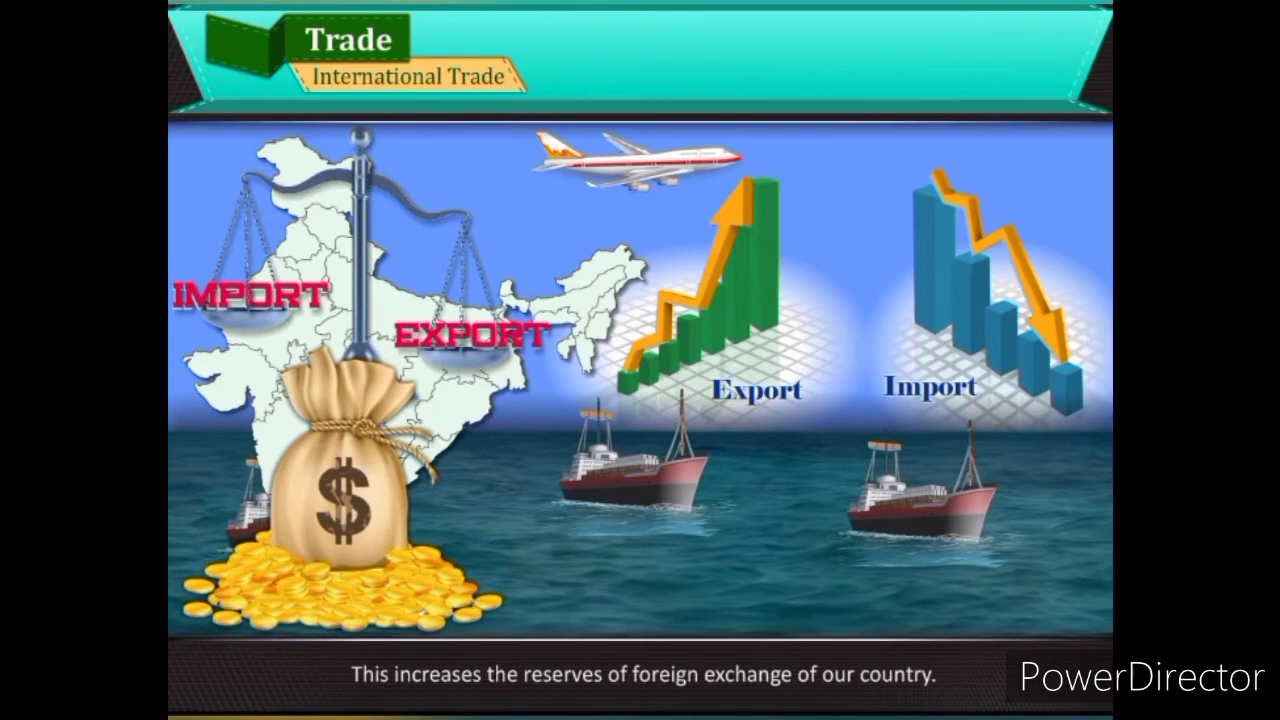 Trade
International Trade
IMPORT
EXPORT
Export
Import
$
This increases the reserves of foreign exchange of our country.
PowerDirector